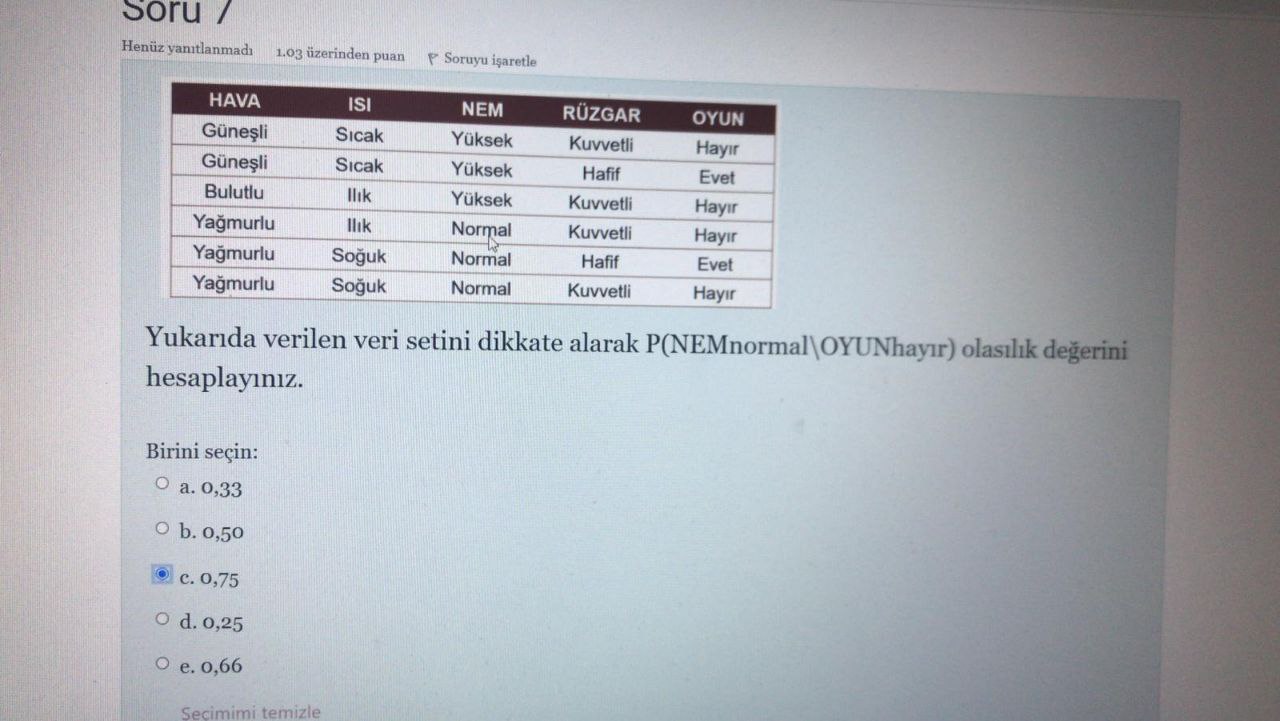 Soru 7
Henüz yanıtlanmadı 1.03 üzerinden puan Soruyu işaretle
HAVA ISI NEM RÜZGAR OYUN
Güneşli Sıcak Yüksek Kuvvetli Hayır
Güneşli Sıcak Yüksek Hafif Evet
Bulutlu Ilık Yüksek Kuvvetli Hayır
Yağmurlu Ilık Normal Kuvvetli Hayır
Yağmurlu Soğuk Normal Hafif Evet
Yağmurlu Soğuk Normal Kuvvetli Hayır
Yukarıda verilen veri setini dikkate alarak P(NEMnormal\OYUNhayır) olasılık değerini
hesaplayınız.
Birini seçin:
a. 0,33
b. 0,50
c. 0,75
d. 0,25
e. 0,66
Seçimimi temizle